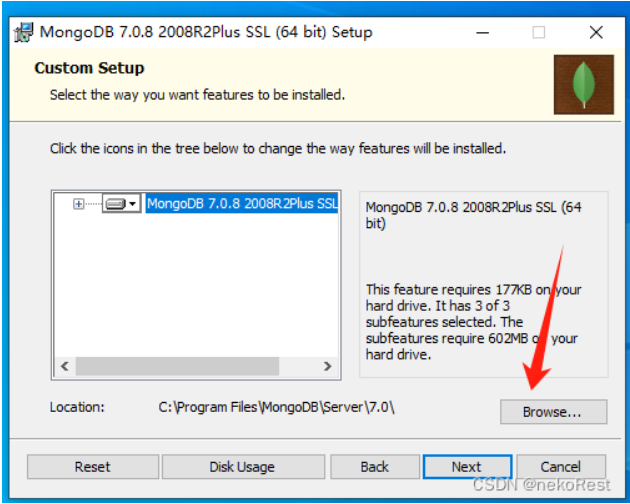 MongoDB 7.0.8 2008R2Plus SSL (64 bit) Setup
Custom Setup
Select the way you want features to be installed.
Click the icons in the tree below to change the way features will be installed.
MongoDB 7.0.8 2008R2Plus SSL
MongoDB 7.0.8 2008R2Plus SSL (64
bit)
This feature requires 177KB on your
hard drive. It has 3 of 3
subfeatures selected. The
subfeatures require 602MB on your
hard drive.
Location: C:\Program Files\MongoDB\Server\7.0\ Browse...
Reset Disk Usage Back Next Cancel
CSDN @nekoRest